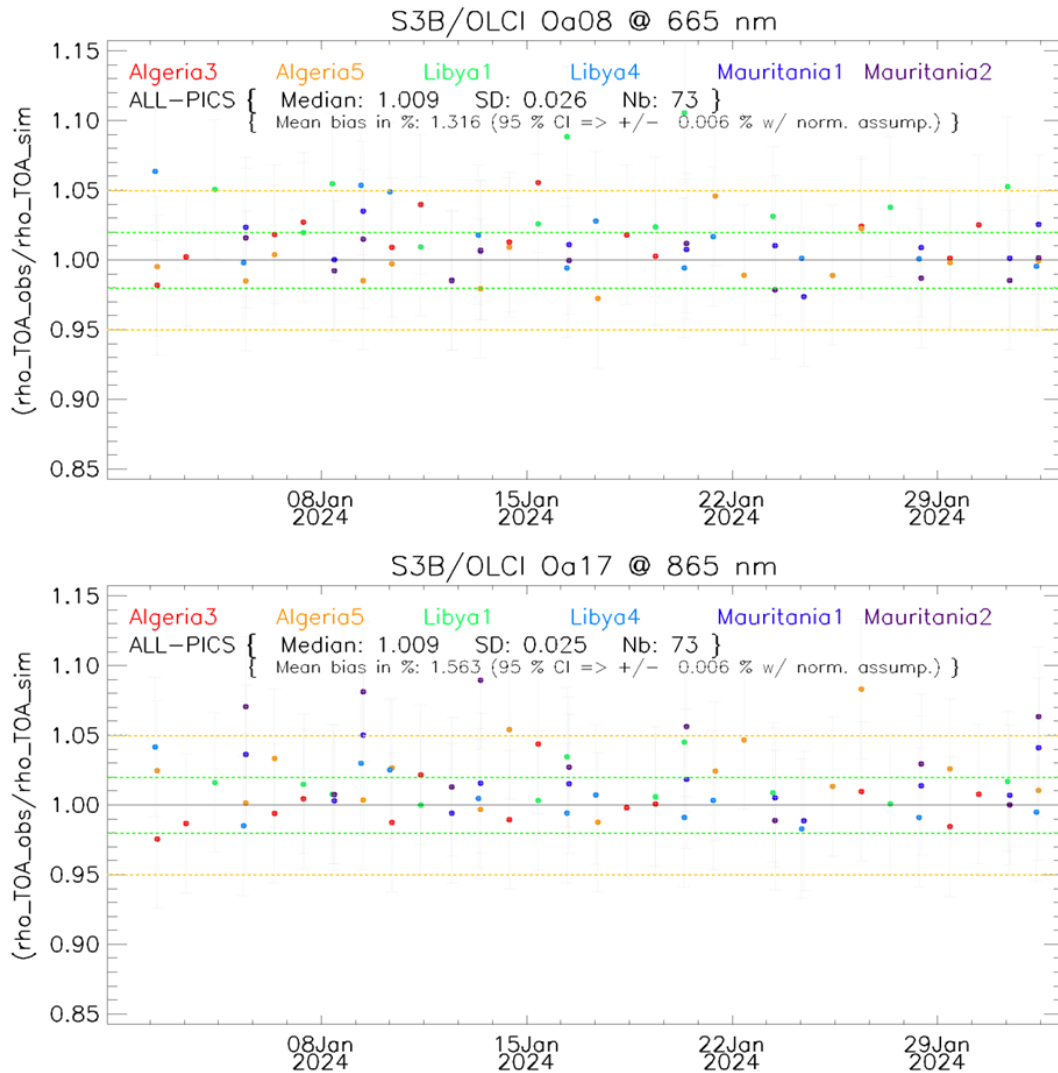 S3B/OLCI Oa08 @ 665 nm
Algeria3 Algeria5 Libya1 Libya4 Mauritania1 Mauritania2
ALL-PICS { Median: 1.009 SD: 0.026 Nb: 73 }
{ Mean bias in %: 1.316 (95 % CI => +/- 0.006 % w/ norm. assump.) }
(rho_TOA_obs/rho_TOA_sim
1.15
1.10
1.05
1.00
0.95
0.90
0.85
08Jan 15Jan 22Jan 29Jan
2024 2024 2024 2024
S3B/OLCI Oa17 @ 865 nm
Algeria3 Algeria5 Libya1 Libya4 Mauritania1 Mauritania2
ALL-PICS { Median: 1.009 SD: 0.025 Nb: 73 }
{ Mean bias in %: 1.563 (95 % CI => +/- 0.006 % w/ norm. assump.) }
(rho_TOA_obs/rho_TOA_sim
1.15
1.10
1.05
1.00
0.95
0.90
0.85
08Jan 15Jan 22Jan 29Jan
2024 2024 2024 2024